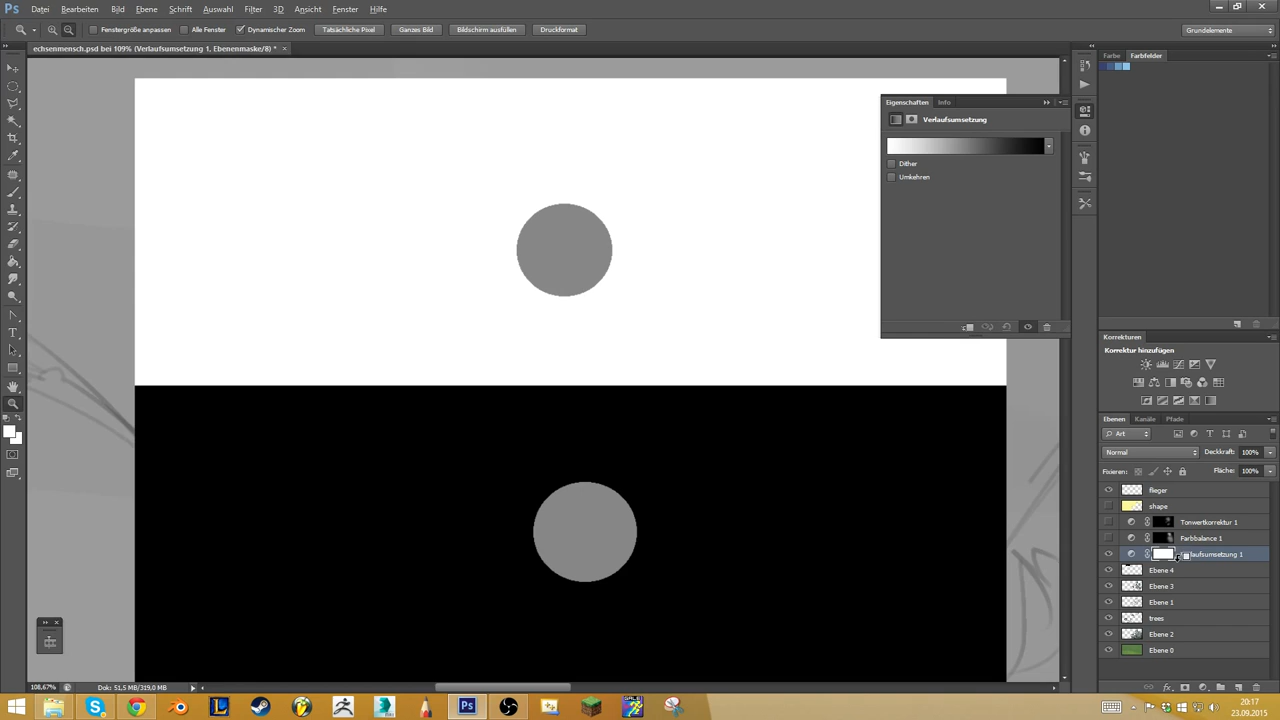 Ps Datei Bearbeiten Bild Ebene Schrift Auswahl Filter 3D Ansicht Fenster Hilfe
Fenstergröße anpassen Alle Fenster Dynamischer Zoom Tatsächliche Pixel Ganzes Bild Bildschirm ausfüllen Druckformat Grundelemente
echsenmensch.psd bei 109% (Verlaufsumsetzung 1, Ebenenmaske/8) * ×
Farbe Farbfelder
Eigenschaften Info
Verlaufsumsetzung
Dither
Umkehren
Korrekturen
Korrektur hinzufügen
Ebenen Kanäle Pfade
Art
Normal Deckkraft: 100%
Fixieren: Fläche: 100%
flieger
shape
Tonwertkorrektur 1
Farbbalance 1
laufsumsetzung 1
Ebene 4
Ebene 3
Ebene 1
trees
Ebene 2
Ebene 0
108,67% Dok: 51,5 MB/319,0 MB
20:17
23.09.2015